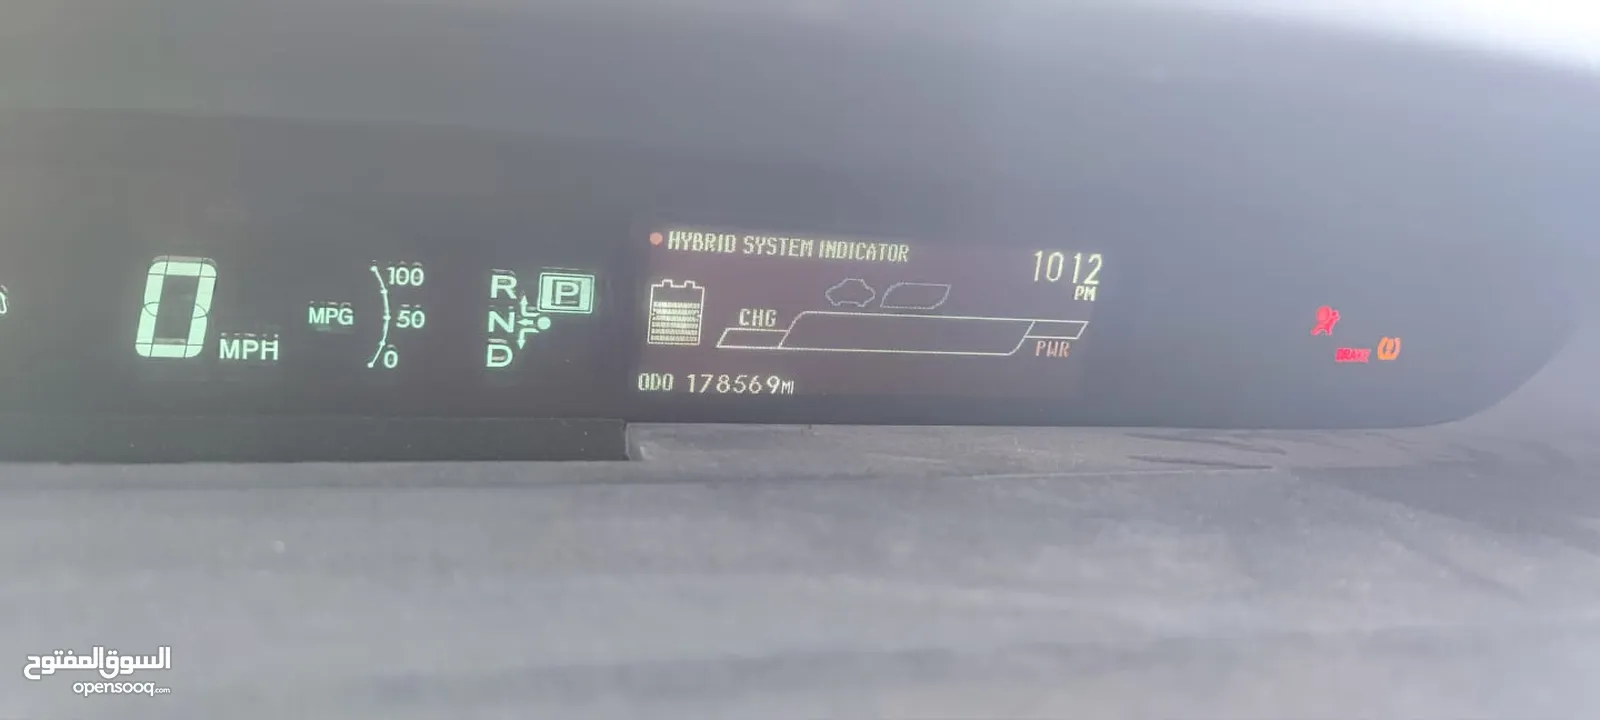 HYBRID SYSTEM INDICATOR
1012
PM
0
MPH
MPG
100
50
0
R
N
D
P
CHG
PWR
ODO 178569MI
BRAKE
السوق المفتوح
opensooq.com